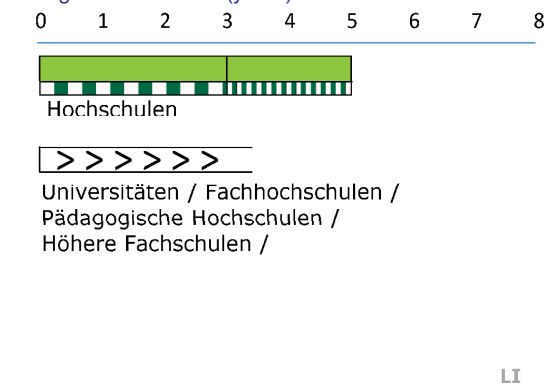 0 1 2 3 4 5 6 7 8
Hochschulen
> > > > > >
Universitäten / Fachhochschulen /
Pädagogische Hochschulen /
Höhere Fachschulen /
LI